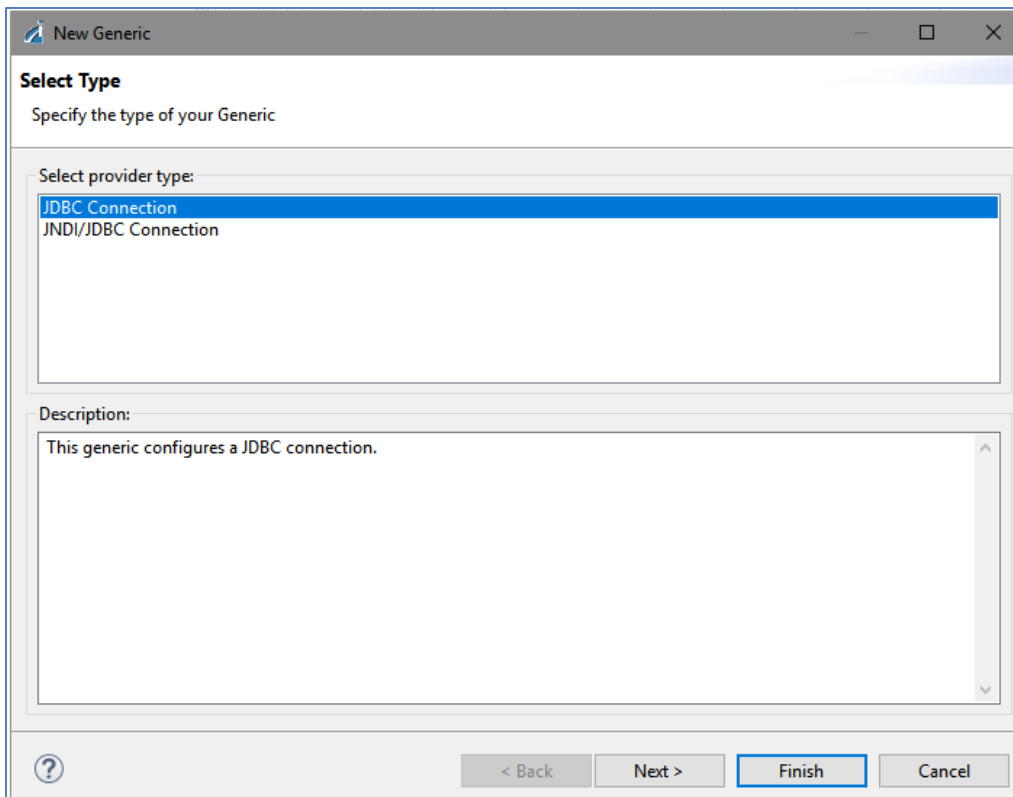 New Generic
Select Type
Specify the type of your Generic
Select provider type:
JDBC Connection
JNDI/JDBC Connection
Description:
This generic configures a JDBC connection.
?
< Back Next > Finish Cancel